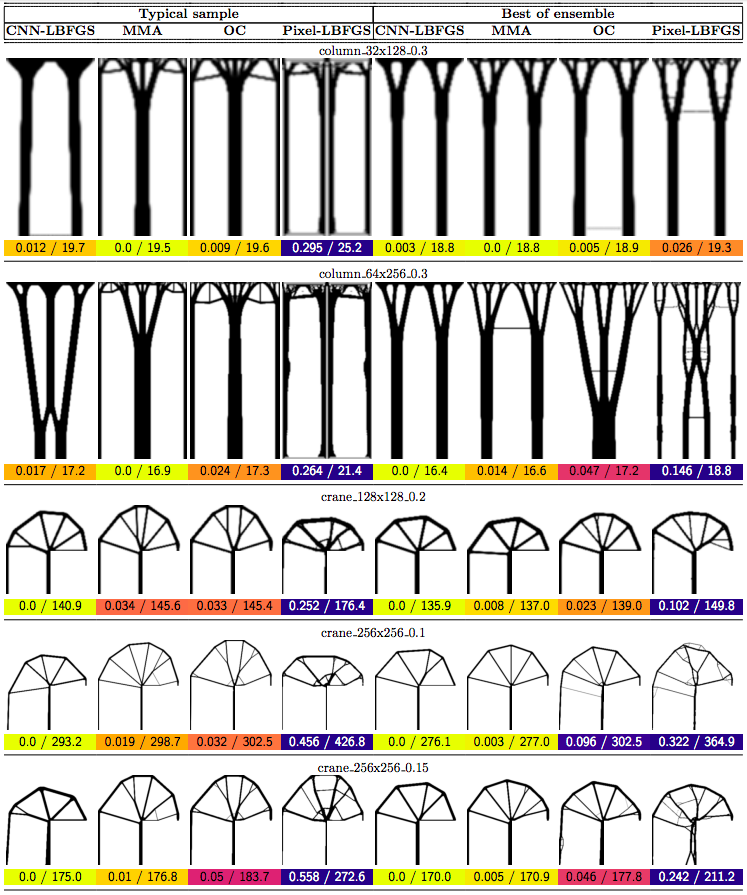 Typical sample Best of ensemble
CNN-LBFGS MMA OC Pixel-LBFGS CNN-LBFGS MMA OC Pixel-LBFGS
column_32x128_0.3
0.012 / 19.7 0.0 / 19.5 0.009 / 19.6 0.295 / 25.2 0.003 / 18.8 0.0 / 18.8 0.005 / 18.9 0.026 / 19.3
column_64x256_0.3
0.017 / 17.2 0.0 / 16.9 0.024 / 17.3 0.264 / 21.4 0.0 / 16.4 0.014 / 16.6 0.047 / 17.2 0.146 / 18.8
crane_128x128_0.2
0.0 / 140.9 0.034 / 145.6 0.033 / 145.4 0.252 / 176.4 0.0 / 135.9 0.008 / 137.0 0.023 / 139.0 0.102 / 149.8
crane_256x256_0.1
0.0 / 293.2 0.019 / 298.7 0.032 / 302.5 0.456 / 426.8 0.0 / 276.1 0.003 / 277.0 0.096 / 302.5 0.322 / 364.9
crane_256x256_0.15
0.0 / 175.0 0.01 / 176.8 0.05 / 183.7 0.558 / 272.6 0.0 / 170.0 0.005 / 170.9 0.046 / 177.8 0.242 / 211.2